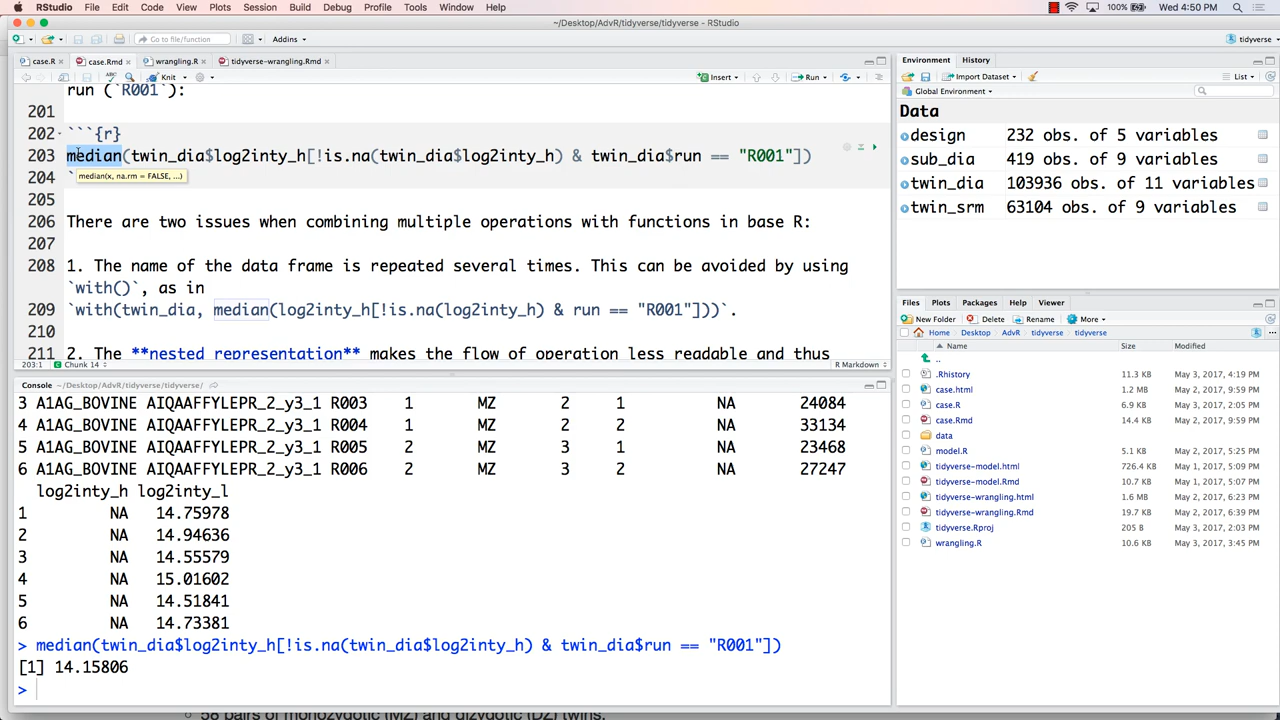 RStudio File Edit Code View Plots Session Build Debug Profile Tools Window Help 100% Wed 4:50 PM
~/Desktop/AdvR/tidyverse/tidyverse - RStudio
Go to file/function Addins tidyverse
case.R case.Rmd wrangling.R tidyverse-wrangling.Rmd
Knit Insert Run
run (`R001`):
201
202 ```{r}
203 median(twin_dia$log2inty_h[!is.na(twin_dia$log2inty_h) & twin_dia$run == "R001"])
median(x, na.rm = FALSE, ...)
204 `
205
206 There are two issues when combining multiple operations with functions in base R:
207
208 1. The name of the data frame is repeated several times. This can be avoided by using
`with()`, as in
209 `with(twin_dia, median(log2inty_h[!is.na(log2inty_h) & run == "R001"]))`.
210
211 2. The **nested representation** makes the flow of operation less readable and thus
203:1 Chunk 14 R Markdown
Console ~/Desktop/AdvR/tidyverse/tidyverse/
3 A1AG_BOVINE AIQAAFFYLEPR_2_y3_1 R003 1 MZ 2 1 NA 24084
4 A1AG_BOVINE AIQAAFFYLEPR_2_y3_1 R004 1 MZ 2 2 NA 33134
5 A1AG_BOVINE AIQAAFFYLEPR_2_y3_1 R005 2 MZ 3 1 NA 23468
6 A1AG_BOVINE AIQAAFFYLEPR_2_y3_1 R006 2 MZ 3 2 NA 27247
log2inty_h log2inty_l
1 NA 14.75978
2 NA 14.94636
3 NA 14.55579
4 NA 15.01602
5 NA 14.51841
6 NA 14.73381
> median(twin_dia$log2inty_h[!is.na(twin_dia$log2inty_h) & twin_dia$run == "R001"])
[1] 14.15806
>
Environment History
Import Dataset List
Global Environment
Data
design 232 obs. of 5 variables
sub_dia 419 obs. of 9 variables
twin_dia 103936 obs. of 11 variables
twin_srm 63104 obs. of 9 variables
Files Plots Packages Help Viewer
New Folder Delete Rename More
Home Desktop AdvR tidyverse tidyverse
Name Size Modified
..
.Rhistory 11.3 KB May 3, 2017, 4:19 PM
case.html 1.2 MB May 2, 2017, 9:59 PM
case.R 6.9 KB May 3, 2017, 2:05 PM
case.Rmd 14.4 KB May 2, 2017, 9:59 PM
data
model.R 5.1 KB May 2, 2017, 5:25 PM
tidyverse-model.html 726.4 KB May 1, 2017, 5:09 PM
tidyverse-model.Rmd 10.7 KB May 1, 2017, 5:07 PM
tidyverse-wrangling.html 1.6 MB May 2, 2017, 6:23 PM
tidyverse-wrangling.Rmd 19.7 KB May 2, 2017, 6:39 PM
tidyverse.Rproj 205 B May 3, 2017, 2:03 PM
wrangling.R 10.6 KB May 3, 2017, 3:45 PM
58 pairs of monozygotic (MZ) and dizygotic (DZ) twins.